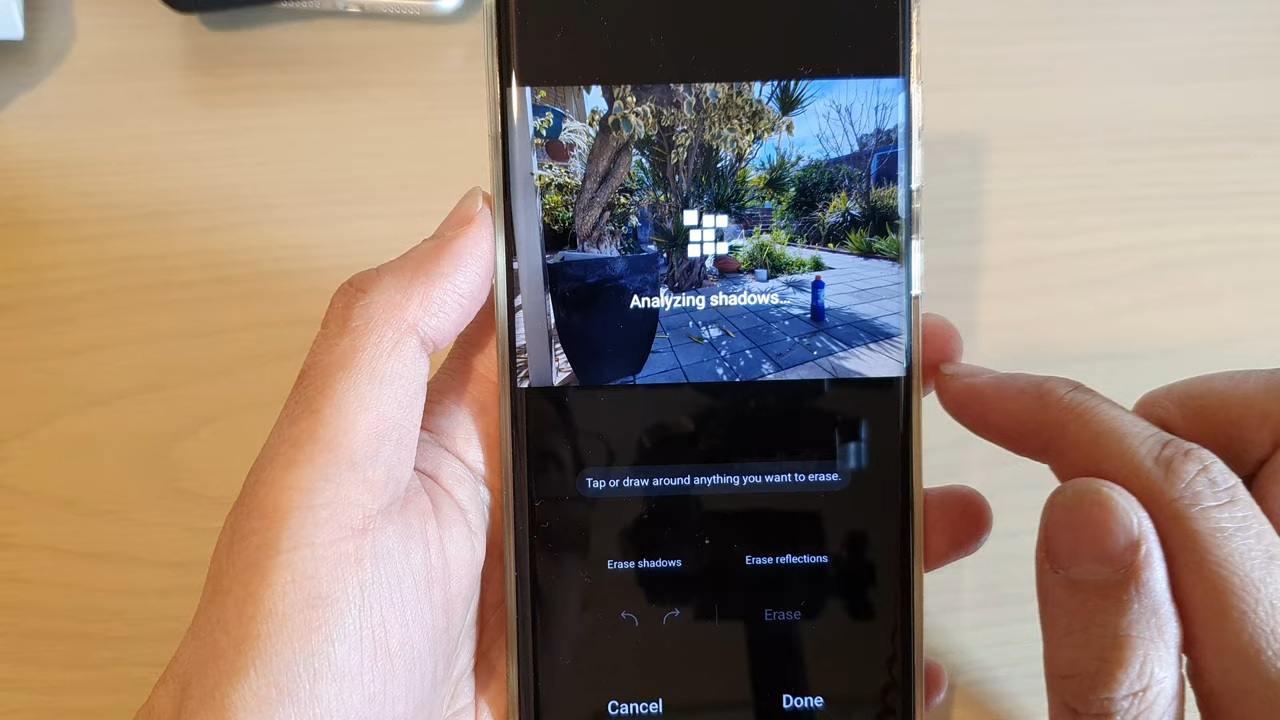 Analyzing shadows...
Tap or draw around anything you want to erase.
Erase shadows
Erase reflections
Erase
Cancel
Done